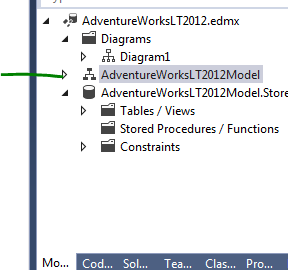 AdventureWorksLT2012.edmx
Diagrams
Diagram1
AdventureWorksLT2012Model
AdventureWorksLT2012Model.Store
Tables / Views
Stored Procedures / Functions
Constraints
Mo... Cod... Sol... Tea... Clas... Pro...